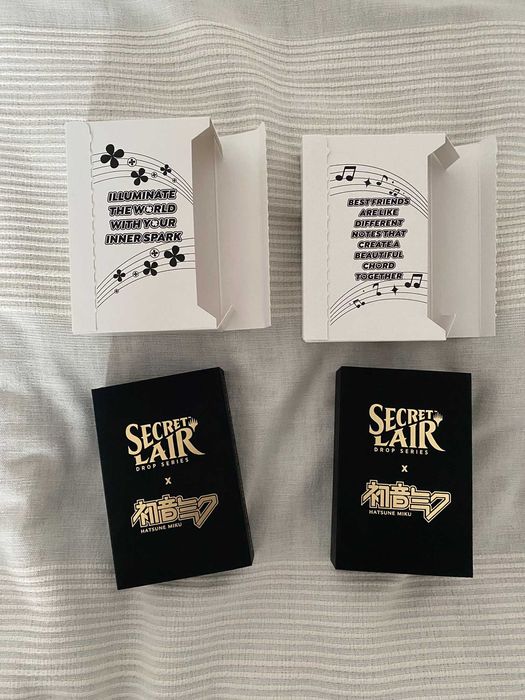 ILLUMINATE
THE WORLD
WITH YOUR
INNER SPARK
BEST FRIENDS
ARE LIKE
DIFFERENT
NOTES THAT
CREATE A
BEAUTIFUL
CHORD
TOGETHER
SECRET
LAIR
DROP SERIES
X
初音ミク
HATSUNE MIKU
SECRET
LAIR
DROP SERIES
X
初音ミク
HATSUNE MIKU